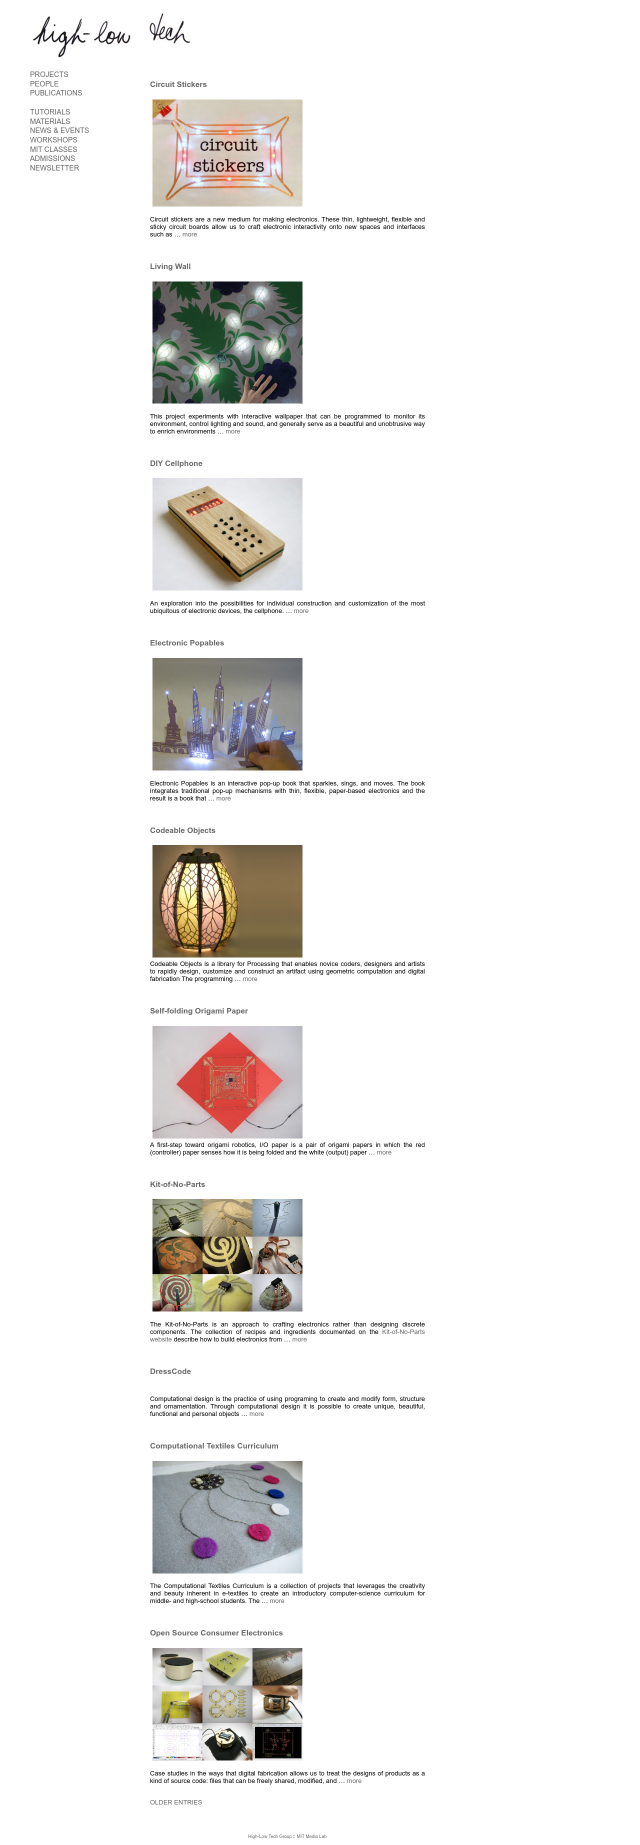 high-low tech
PROJECTS
PEOPLE
PUBLICATIONS
TUTORIALS
MATERIALS
NEWS & EVENTS
WORKSHOPS
MIT CLASSES
ADMISSIONS
NEWSLETTER
Circuit Stickers
circuit
stickers
Circuit stickers are a new medium for making electronics. These thin, lightweight, flexible and
sticky circuit boards allow us to craft electronic interactivity onto new spaces and interfaces
such as … more
Living Wall
This project experiments with interactive wallpaper that can be programmed to monitor its
environment, control lighting and sound, and generally serve as a beautiful and unobtrusive way
to enrich environments … more
DIY Cellphone
An exploration into the possibilities for individual construction and customization of the most
ubiquitous of electronic devices, the cellphone. … more
Electronic Popables
Electronic Popables is an interactive pop-up book that sparkles, sings, and moves. The book
integrates traditional pop-up mechanisms with thin, flexible, paper-based electronics and the
result is a book that … more
Codeable Objects
Codeable Objects is a library for Processing that enables novice coders, designers and artists
to rapidly design, customize and construct an artifact using geometric computation and digital
fabrication The programming … more
Self-folding Origami Paper
A first-step toward origami robotics, I/O paper is a pair of origami papers in which the red
(controller) paper senses how it is being folded and the white (output) paper … more
Kit-of-No-Parts
The Kit-of-No-Parts is an approach to crafting electronics rather than designing discrete
components. The collection of recipes and ingredients documented on the Kit-of-No-Parts
website describe how to build electronics from … more
DressCode
Computational design is the practice of using programing to create and modify form, structure
and ornamentation. Through computational design it is possible to create unique, beautiful,
functional and personal objects … more
Computational Textiles Curriculum
The Computational Textiles Curriculum is a collection of projects that leverages the creativity
and beauty inherent in e-textiles to create an introductory computer-science curriculum for
middle- and high-school students. The … more
Open Source Consumer Electronics
Case studies in the ways that digital fabrication allows us to treat the designs of products as a
kind of source code: files that can be freely shared, modified, and … more
OLDER ENTRIES
High-Low Tech Group :: MIT Media Lab